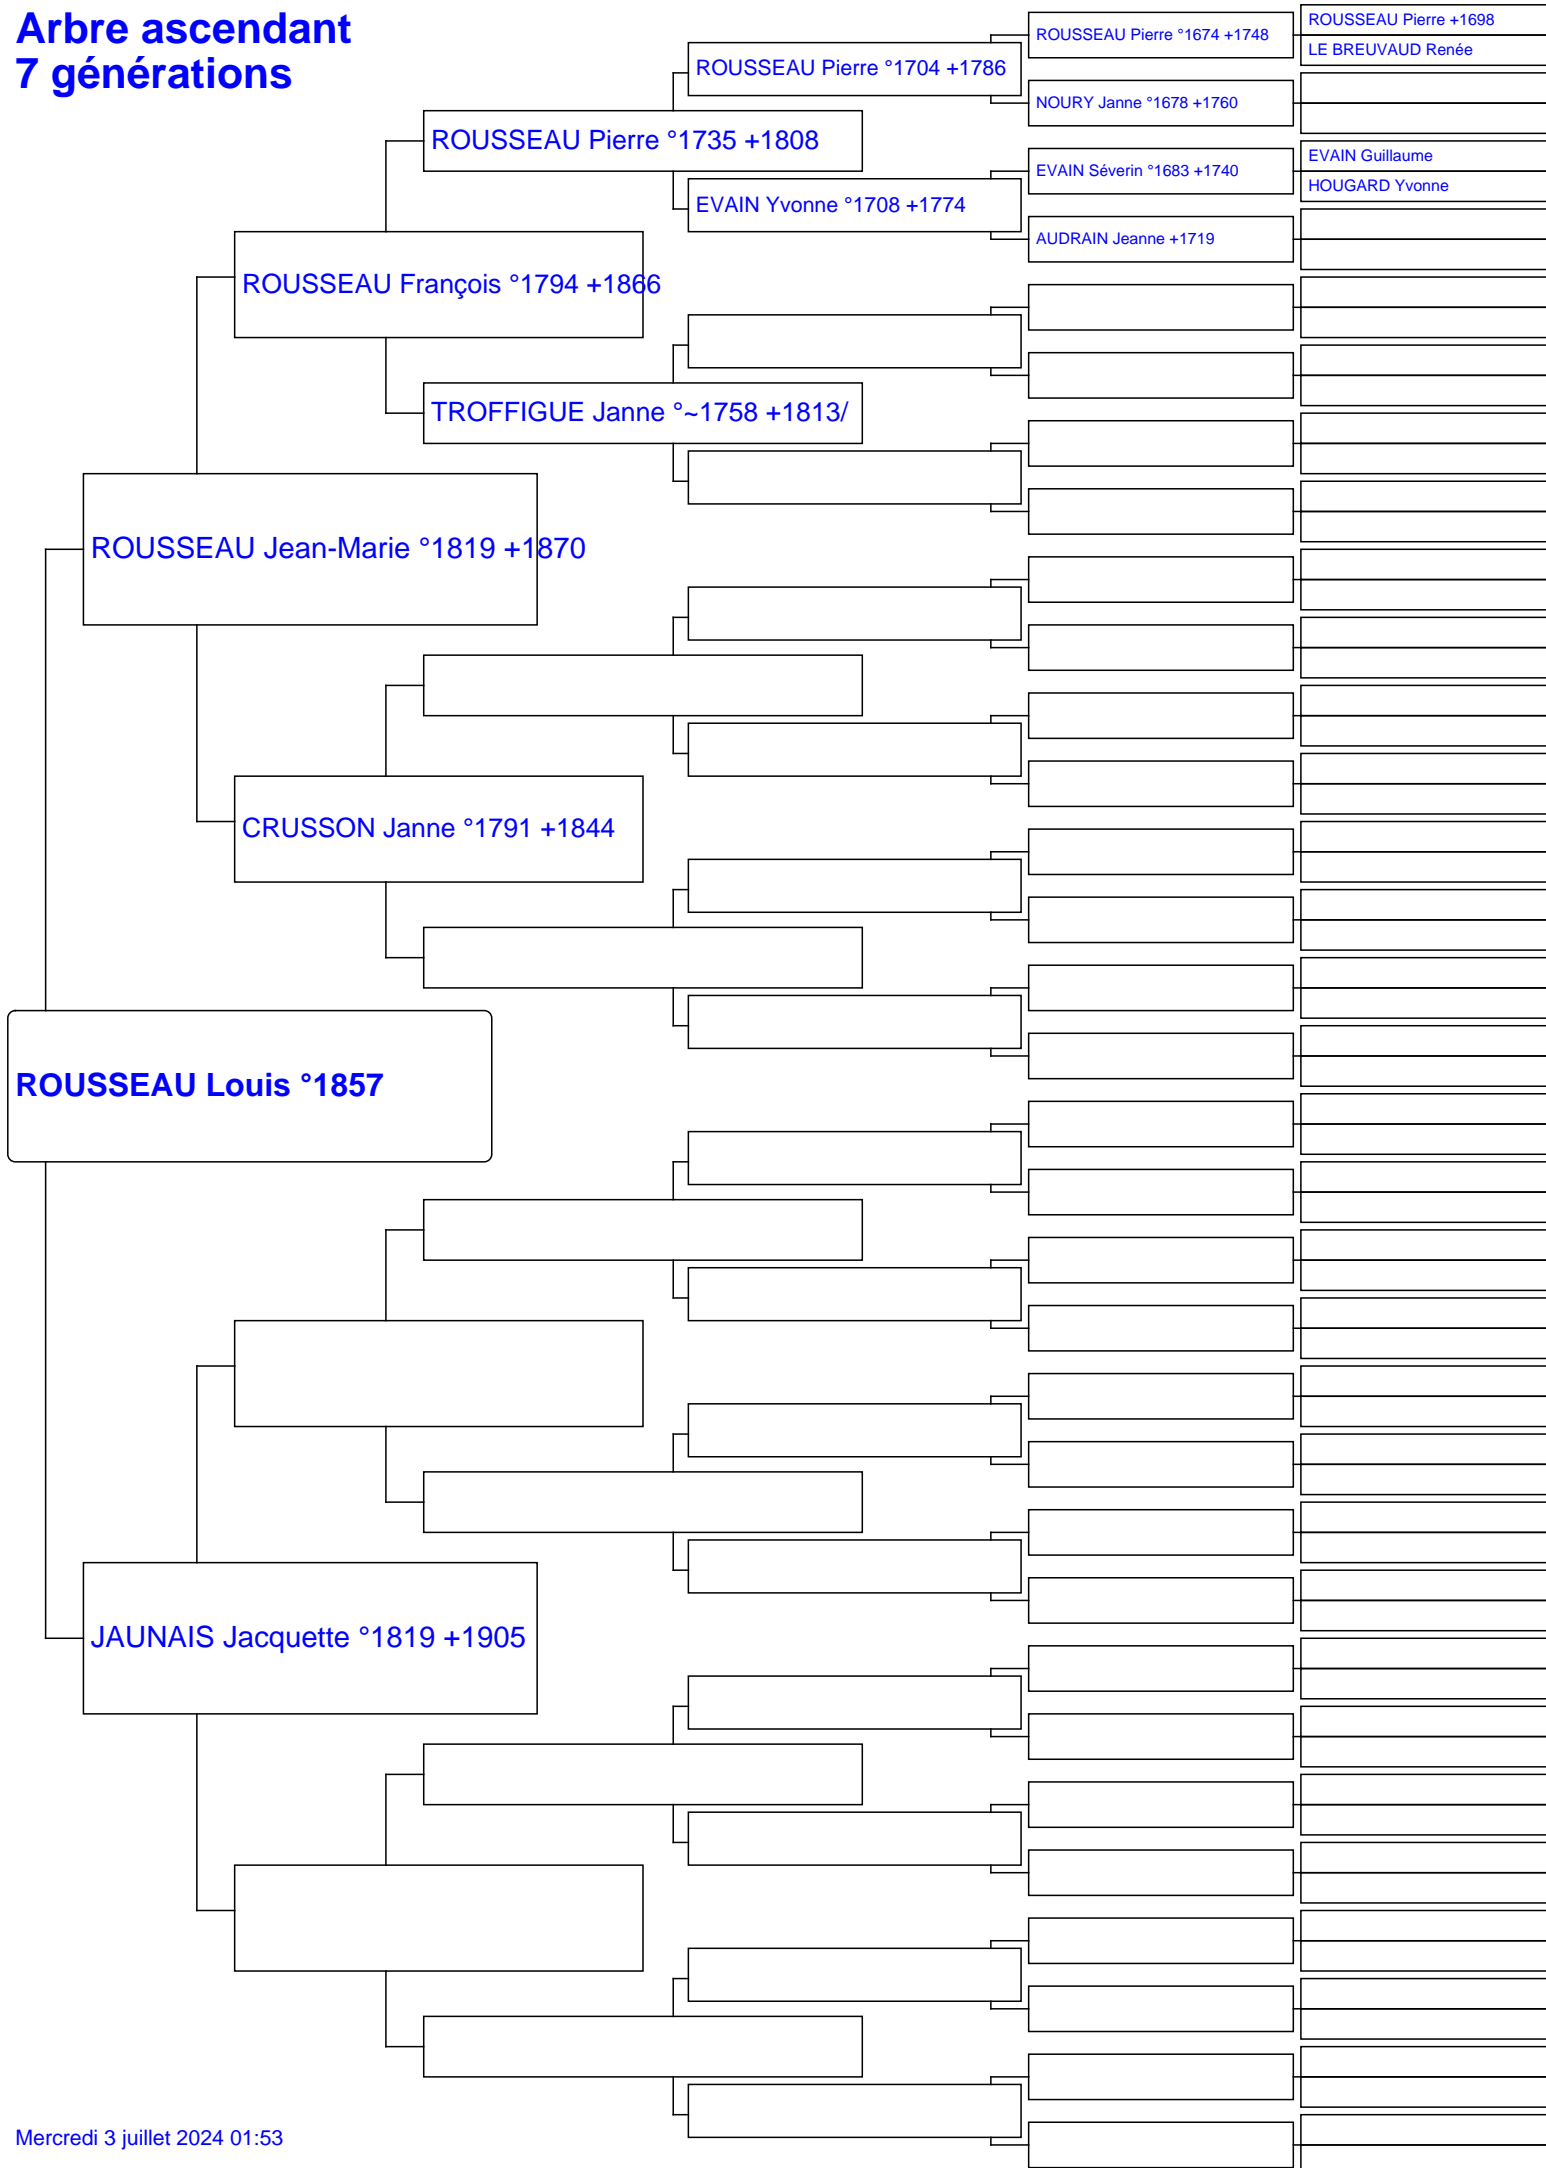 Arbre ascendant
7 générations
ROUSSEAU Pierre +1698
ROUSSEAU Pierre °1674 +1748
LE BREUVAUD Renée
ROUSSEAU Pierre °1704 +1786
NOURY Janne °1678 +1760
ROUSSEAU Pierre °1735 +1808
EVAIN Guillaume
EVAIN Séverin °1683 +1740
HOUGARD Yvonne
EVAIN Yvonne °1708 +1774
AUDRAIN Jeanne +1719
ROUSSEAU François °1794 +1866
TROFFIGUE Janne °~1758 +1813/
ROUSSEAU Jean-Marie °1819 +1870
CRUSSON Janne °1791 +1844
ROUSSEAU Louis °1857
JAUNAIS Jacquette °1819 +1905
Mercredi 3 juillet 2024 01:53